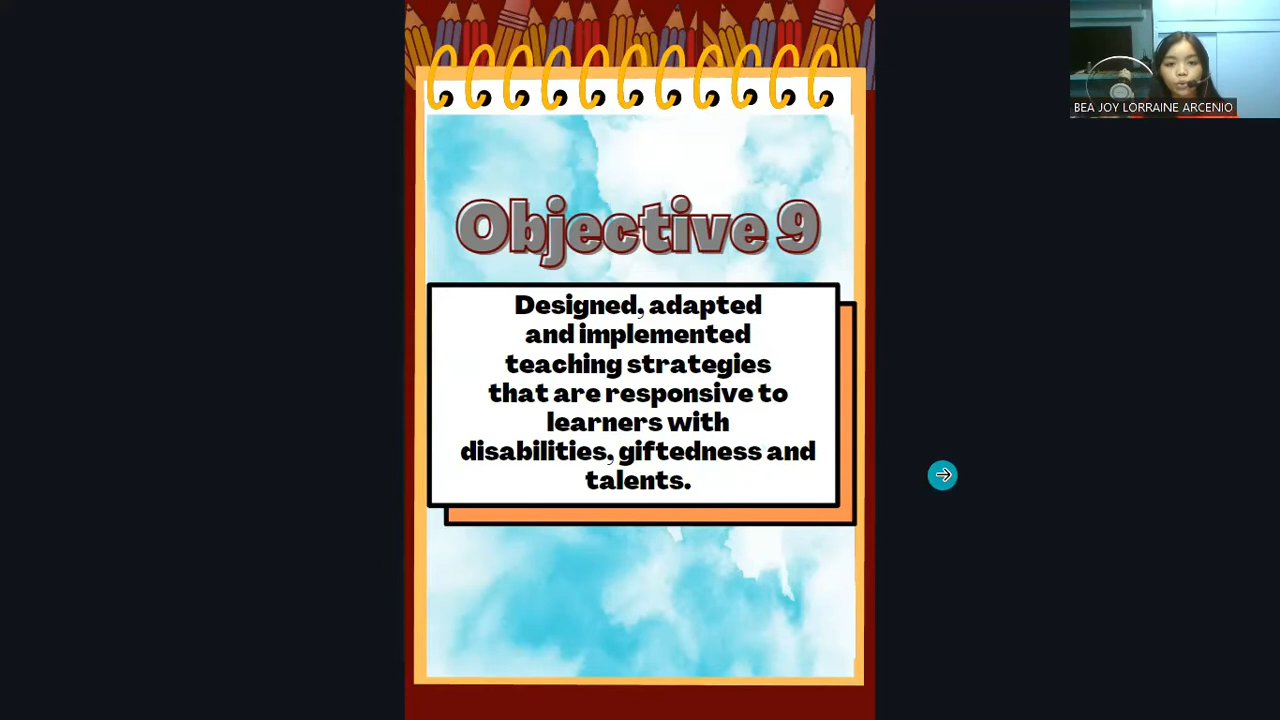 BEA JOY LORRAINE ARCENIO
Objective 9
Designed, adapted
and implemented
teaching strategies
that are responsive to
learners with
disabilities, giftedness and
talents.